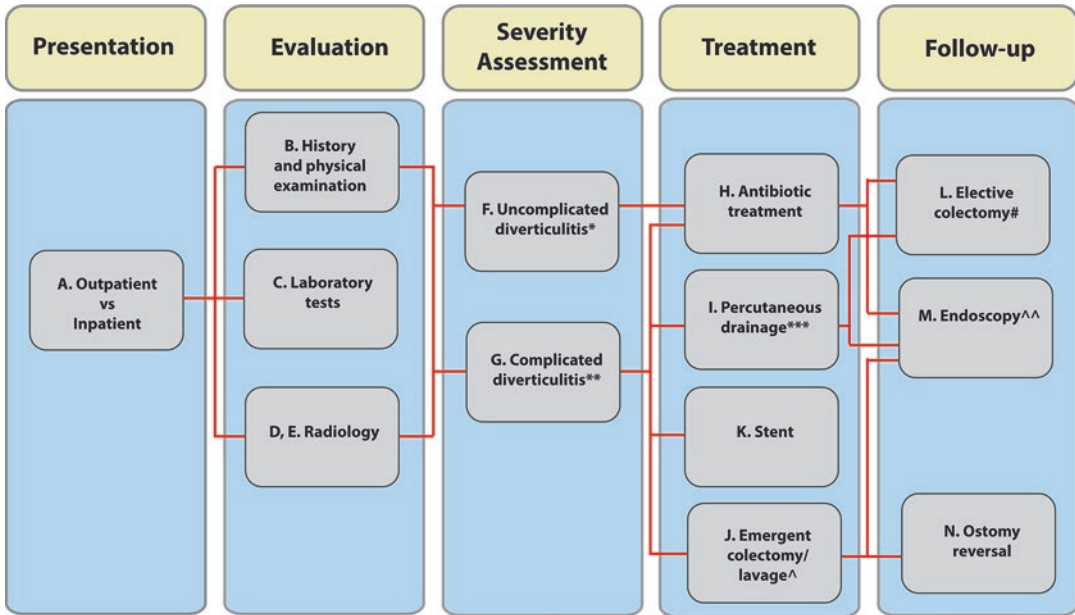 Presentation
Evaluation
Severity
Assessment
Treatment
Follow-up
A. Outpatient
vs
Inpatient
B. History
and physical
examination
C. Laboratory
tests
D, E. Radiology
F. Uncomplicated
diverticulitis*
G. Complicated
diverticulitis**
H. Antibiotic
treatment
I. Percutaneous
drainage***
K. Stent
J. Emergent
colectomy/
lavage^
L. Elective
colectomy#
M. Endoscopy^^
N. Ostomy
reversal